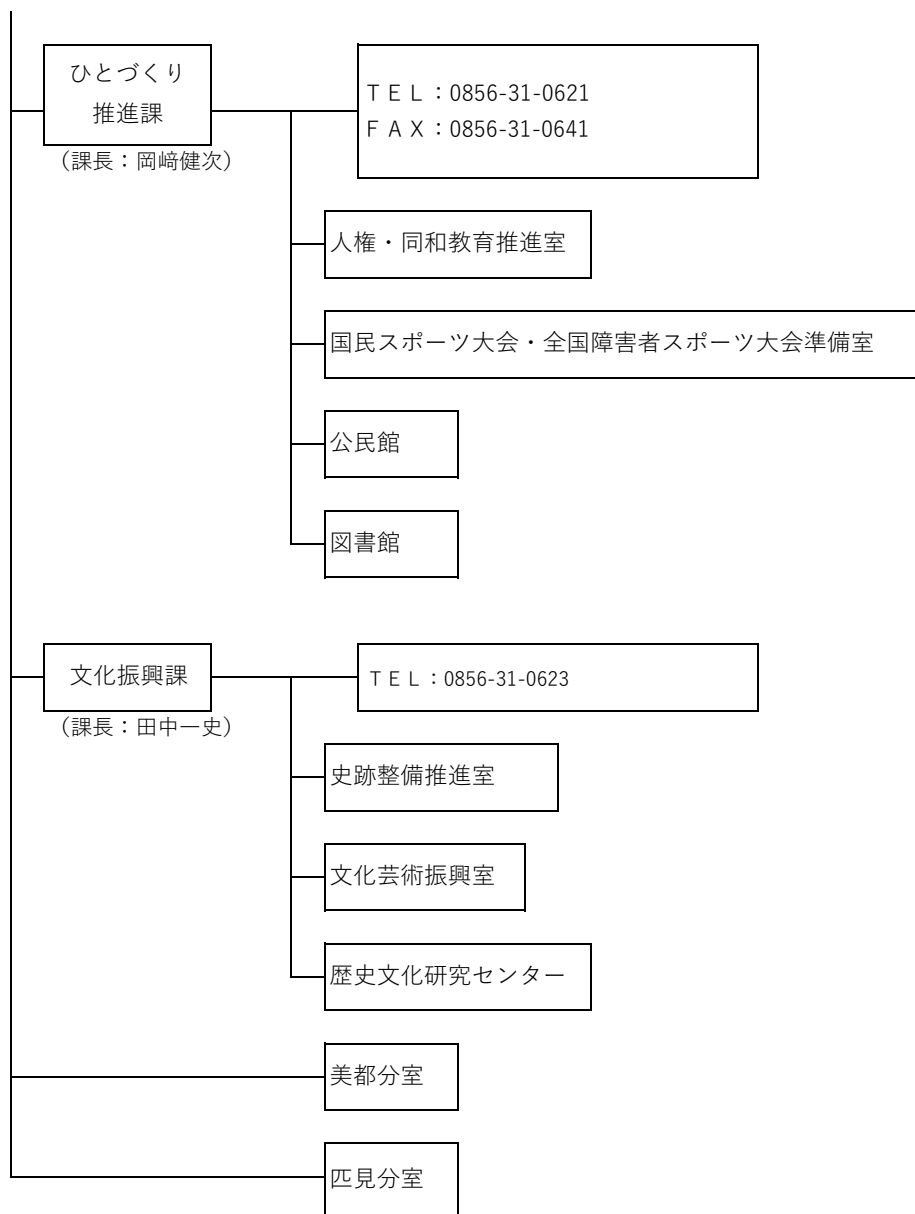 ひとづくり
推進課
（課長：岡﨑健次）
ＴＥＬ：0856-31-0621
ＦＡＸ：0856-31-0641
人権・同和教育推進室
国民スポーツ大会・全国障害者スポーツ大会準備室
公民館
図書館
文化振興課
（課長：田中一史）
ＴＥＬ：0856-31-0623
史跡整備推進室
文化芸術振興室
歴史文化研究センター
美都分室
匹見分室